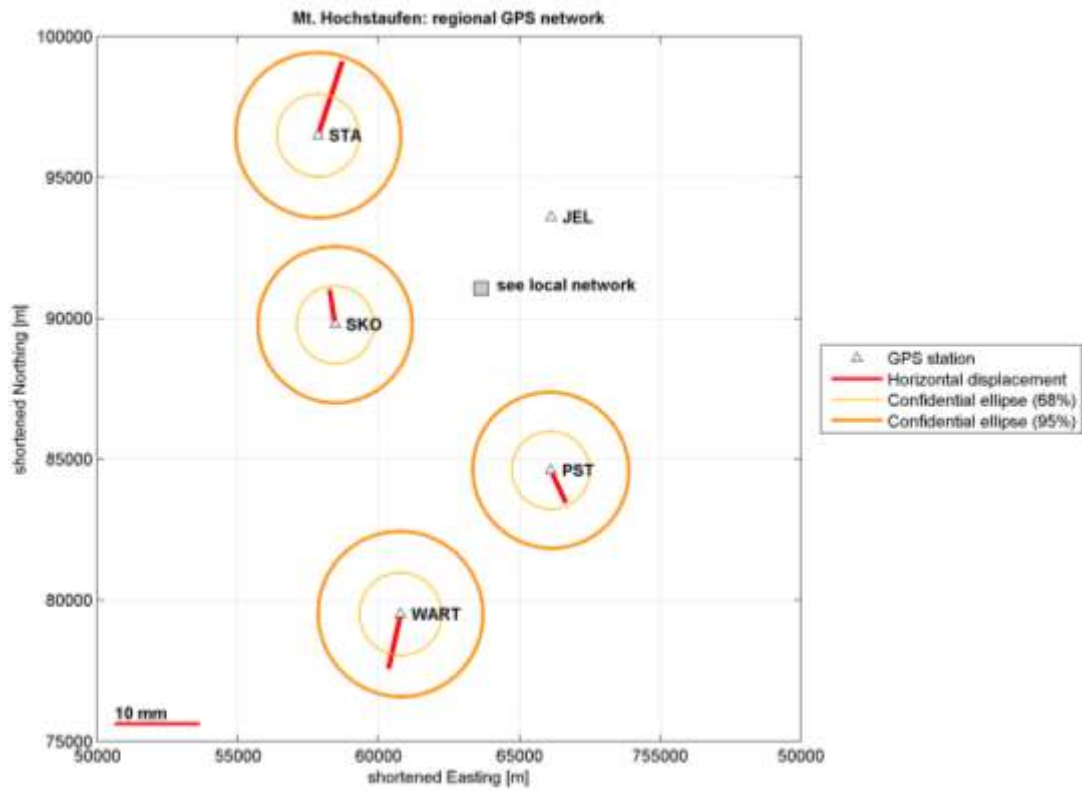 Mt. Hochstaufen: regional GPS network
100000
STA
95000
JEL
see local network
90000
SKO
GPS station
Horizontal displacement
Confidential ellipse (68%)
Confidential ellipse (95%)
shortened Northing [m]
85000
PST
80000
WART
10 mm
75000
50000
55000
60000
65000
755000
50000
shortened Easting [m]